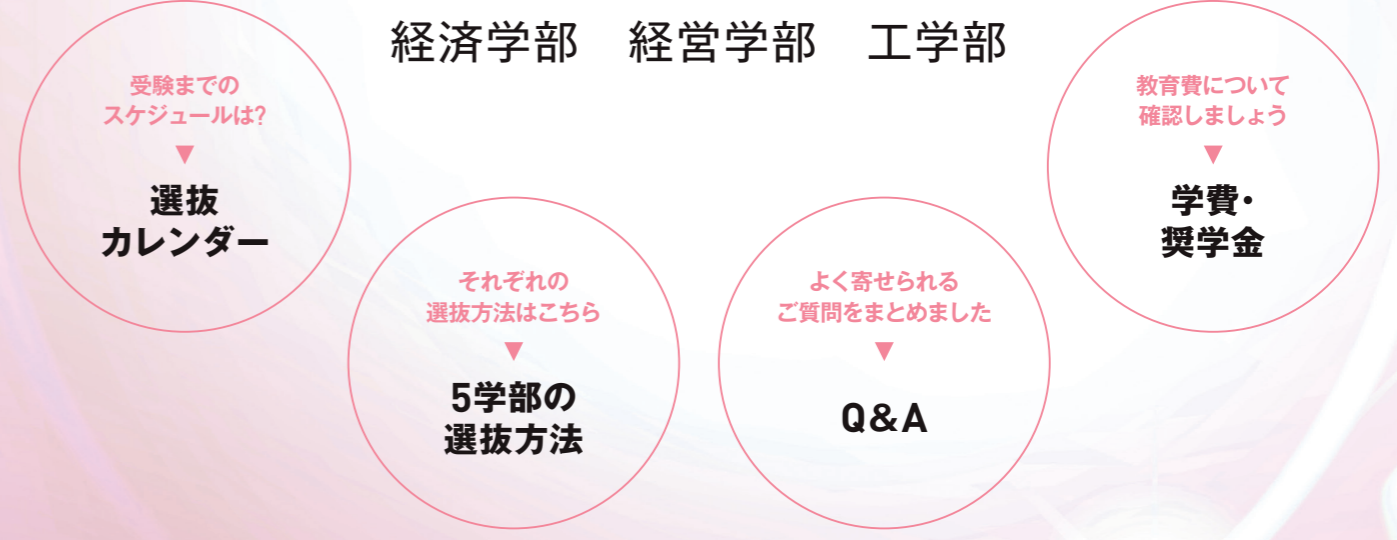 経済学部 経営学部 工学部
受験までの
スケジュールは?
▼
選抜
カレンダー
それぞれの
選抜方法はこちら
▼
5学部の
選抜方法
よく寄せられる
ご質問をまとめました
▼
Q&A
教育費について
確認しましょう
▼
学費・
奨学金